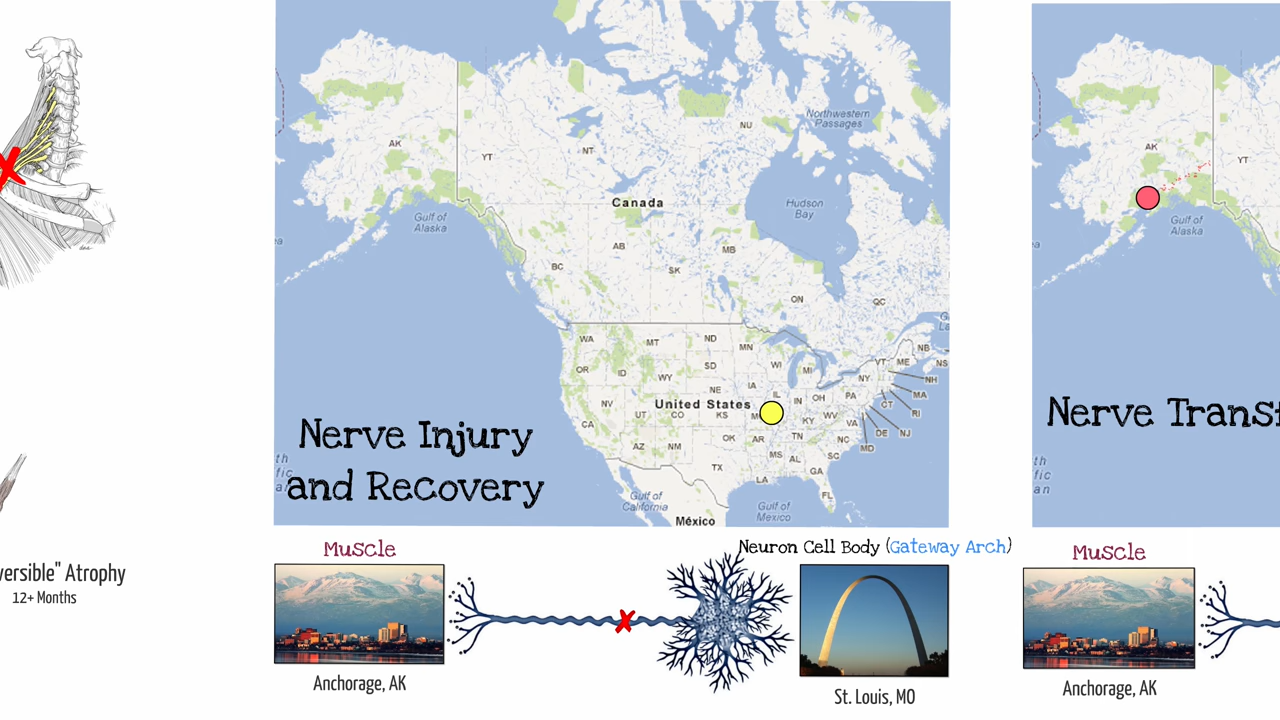 versible" Atrophy
12+ Months
AK
YT
NT
NU
Northwestern
Passages
Canada
Hudson
Bay
Gulf of
Alaska
BC
AB
SK
MB
ON
QC
WA
MT
ND
MN
OR
ID
WY
SD
WI
MI
NB
NS
VT
ME
NH
NY
MA
CT
RI
NE
IA
IL
IN
OH
PA
NJ
DE
MD
NV
UT
CO
KS
United States
KY
WV
VA
CA
AZ
NM
OK
AR
TN
NC
SC
MS
AL
GA
TX
LA
FL
Gulf of
California
Gulf of
Mexico
México
Nerve Injury
and Recovery
Muscle
Anchorage, AK
Neuron Cell Body (Gateway Arch)
St. Louis, MO
AK
YT
Gulf of
Alaska
Nerve Transf
Muscle
Anchorage, AK